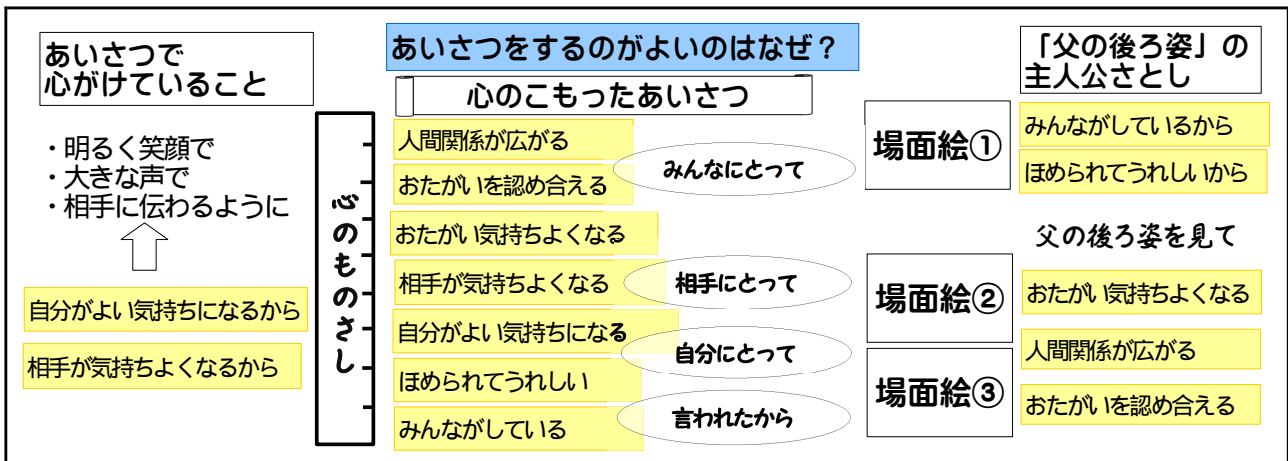 「父の後ろ姿」の
主人公さとし
みんながしているから
ほめられてうれしいから
父の後ろ姿を見て
おたがい気持ちよくなる
人間関係が広がる
おたがいを認め合える
場面絵①
場面絵②
場面絵③
あいさつをするのがよいのはなぜ？
心のこもったあいさつ
人間関係が広がる
おたがいを認め合える
みんなにとって
おたがい気持ちよくなる
相手が気持ちよくなる
相手にとって
自分がよい気持ちになる
自分にとって
ほめられてうれしい
みんながしている
言われたから
心のものさし
あいさつで
心がけていること
・明るく笑顔で
・大きな声で
・相手に伝わるように
自分がよい気持ちになるから
相手が気持ちよくなるから